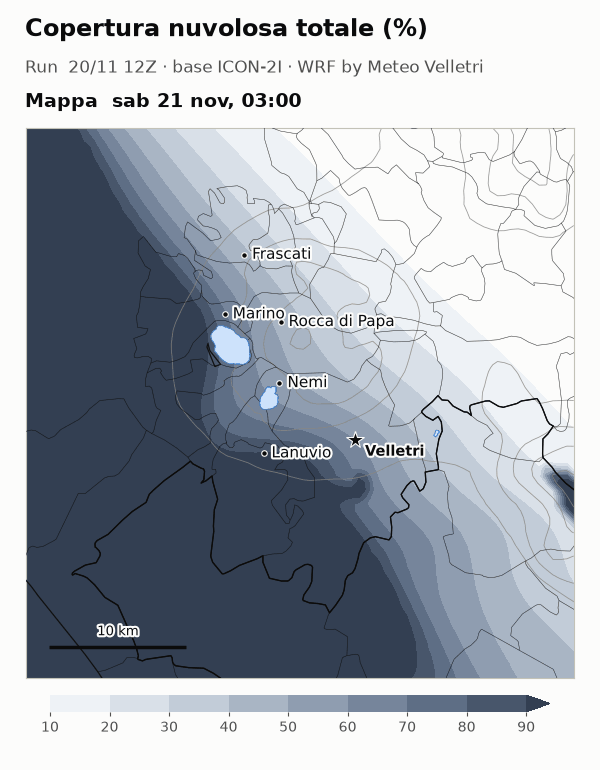 Copertura nuvolosa totale (%)
Run  20/11 12Z · base ICON-2I · WRF by Meteo Velletri
Mappa  sab 21 nov, 03:00
Frascati
Marino
Rocca di Papa
Nemi
Velletri
Lanuvio
10 km
10 20 30 40 50 60 70 80 90